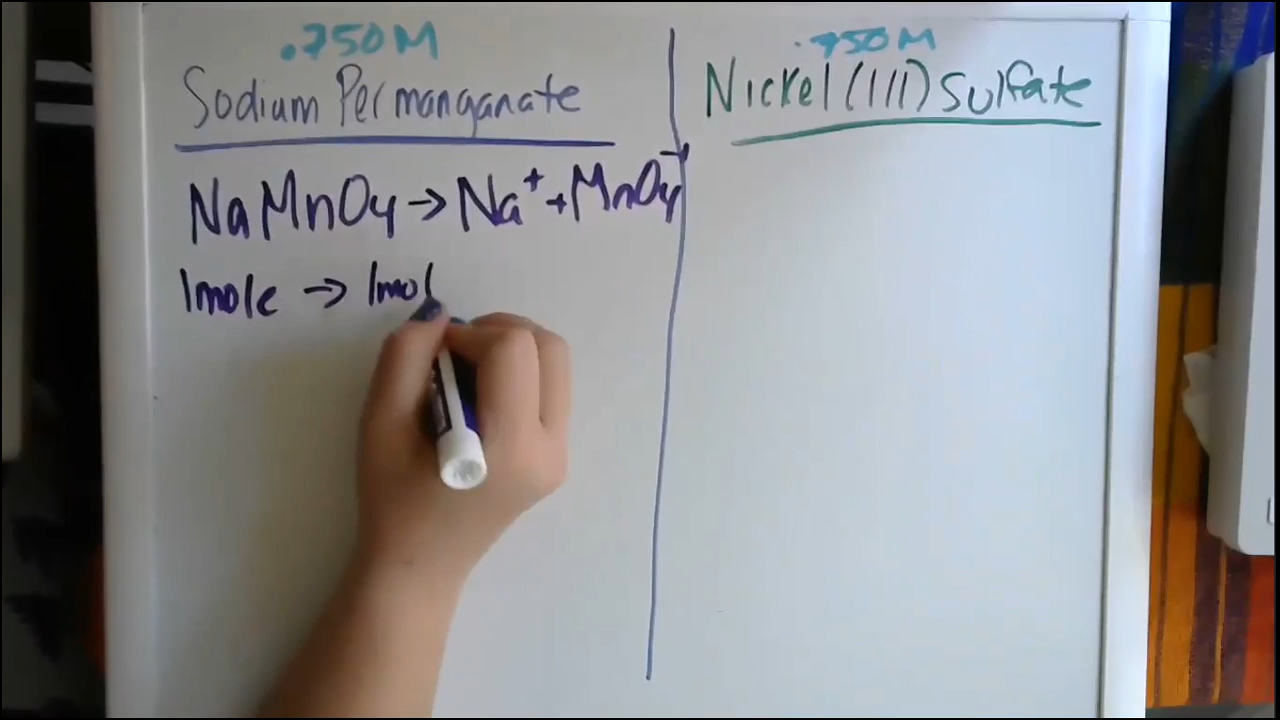 .750M
Sodium Permanganate
NaMnO4 → Na⁺ + MnO4⁻
1mole → 1mol
.750M
Nickel (III) Sulfate